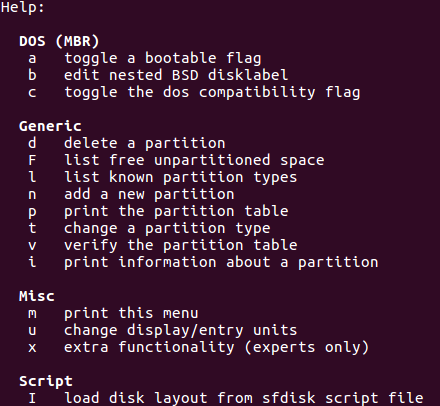 Help:
DOS (MBR)
a toggle a bootable flag
b edit nested BSD disklabel
c toggle the dos compatibility flag
Generic
d delete a partition
F list free unpartitioned space
l list known partition types
n add a new partition
p print the partition table
t change a partition type
v verify the partition table
i print information about a partition
Misc
m print this menu
u change display/entry units
x extra functionality (experts only)
Script
I load disk layout from sfdisk script file